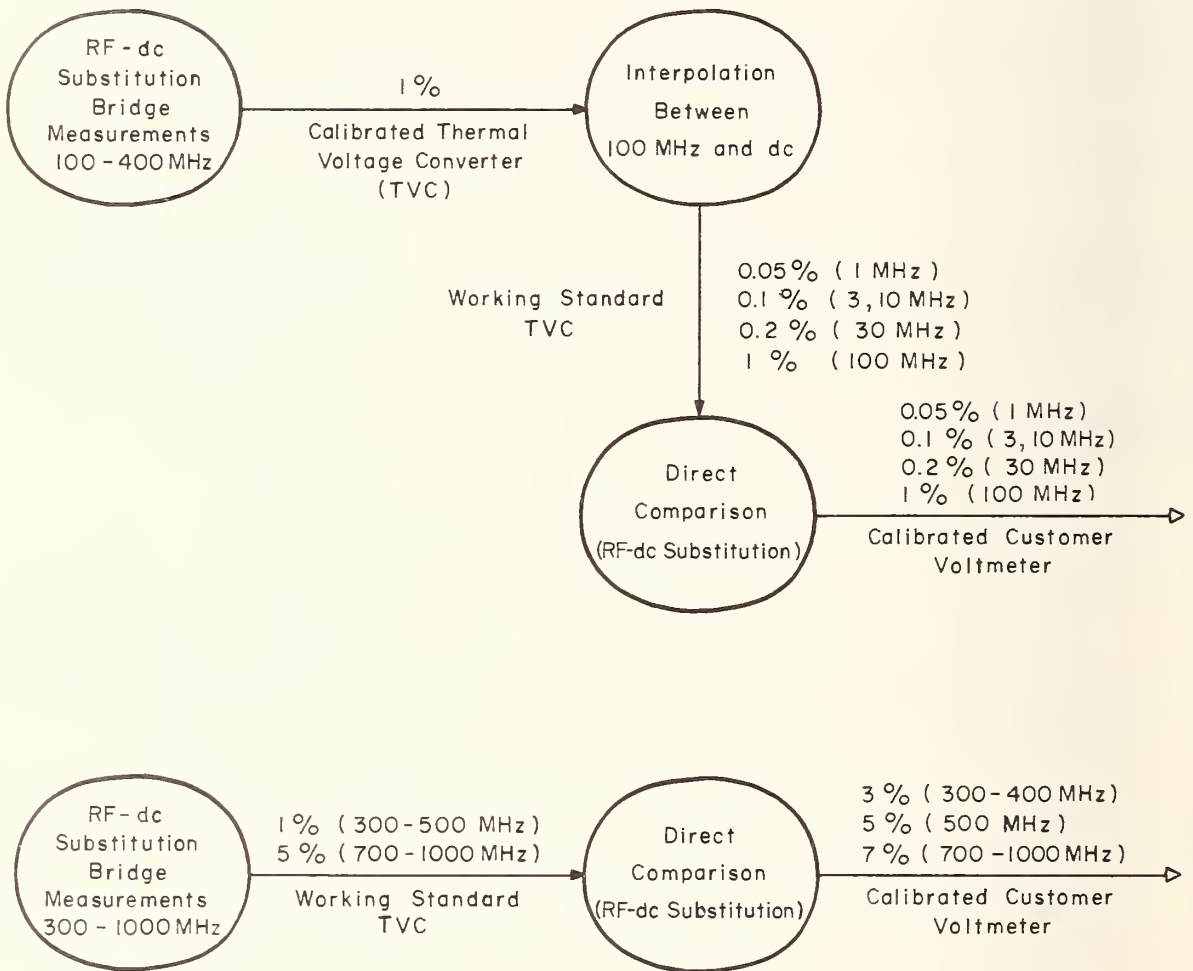 RF-dc
Substitution
Bridge
Measurements
100-400 MHz
1%
Calibrated Thermal
Voltage Converter
(TVC)
Interpolation
Between
100 MHz and dc
Working Standard
TVC
0.05% (1 MHz)
0.1% (3, 10 MHz)
0.2% (30 MHz)
1% (100 MHz)
Direct
Comparison
(RF-dc Substitution)
0.05% (1 MHz)
0.1% (3, 10 MHz)
0.2% (30 MHz)
1% (100 MHz)
Calibrated Customer
Voltmeter
RF-dc
Substitution
Bridge
Measurements
300-1000 MHz
1% (300-500 MHz)
5% (700-1000 MHz)
Working Standard
TVC
Direct
Comparison
(RF-dc Substitution)
3% (300-400 MHz)
5% (500 MHz)
7% (700-1000 MHz)
Calibrated Customer
Voltmeter